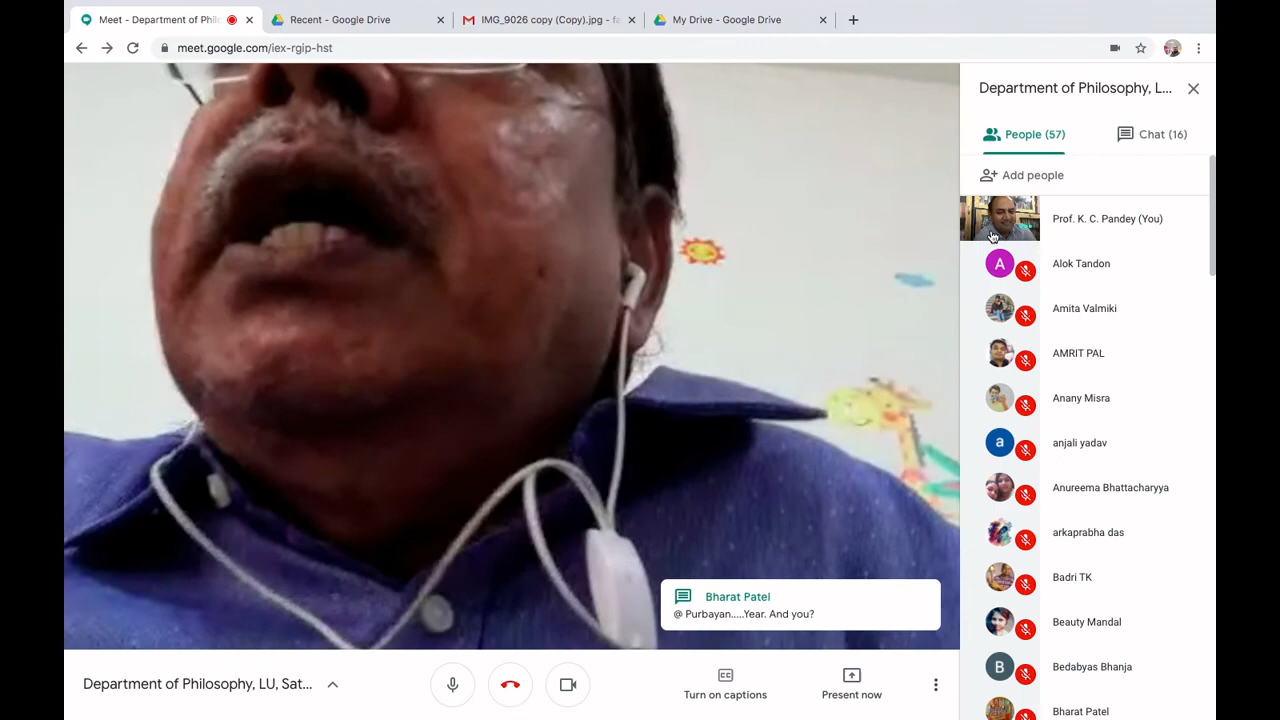 Meet - Department of Philo
Recent - Google Drive
IMG_9026 copy (Copy).jpg - fa
My Drive - Google Drive
meet.google.com/iex-rgip-hst
Department of Philosophy, L...
People (57)
Chat (16)
Add people
Prof. K. C. Pandey (You)
A Alok Tandon
Amita Valmiki
AMRIT PAL
Anany Misra
a anjali yadav
Anureema Bhattacharyya
arkaprabha das
Badri TK
Beauty Mandal
B Bedabyas Bhanja
Bharat Patel
Bharat Patel
@ Purbayan.....Year. And you?
Department of Philosophy, LU, Sat...
CC
Turn on captions
Present now